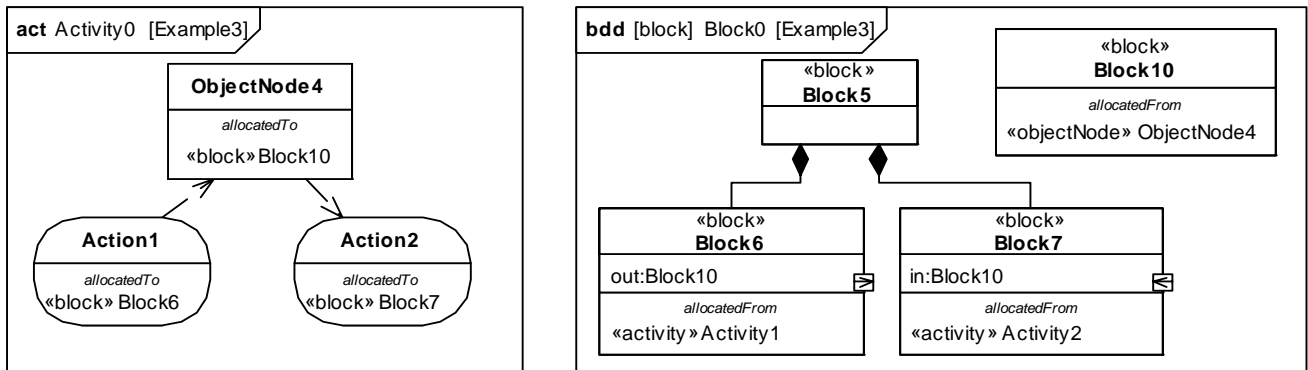 act Activity0 [Example3]
ObjectNode4
allocatedTo
«block» Block10
Action1
allocatedTo
«block» Block6
Action2
allocatedTo
«block» Block7
bdd [block] Block0 [Example3]
«block»
Block5
«block»
Block10
allocatedFrom
«objectNode» ObjectNode4
«block»
Block6
out:Block10
allocatedFrom
«activity» Activity1
«block»
Block7
in:Block10
allocatedFrom
«activity» Activity2